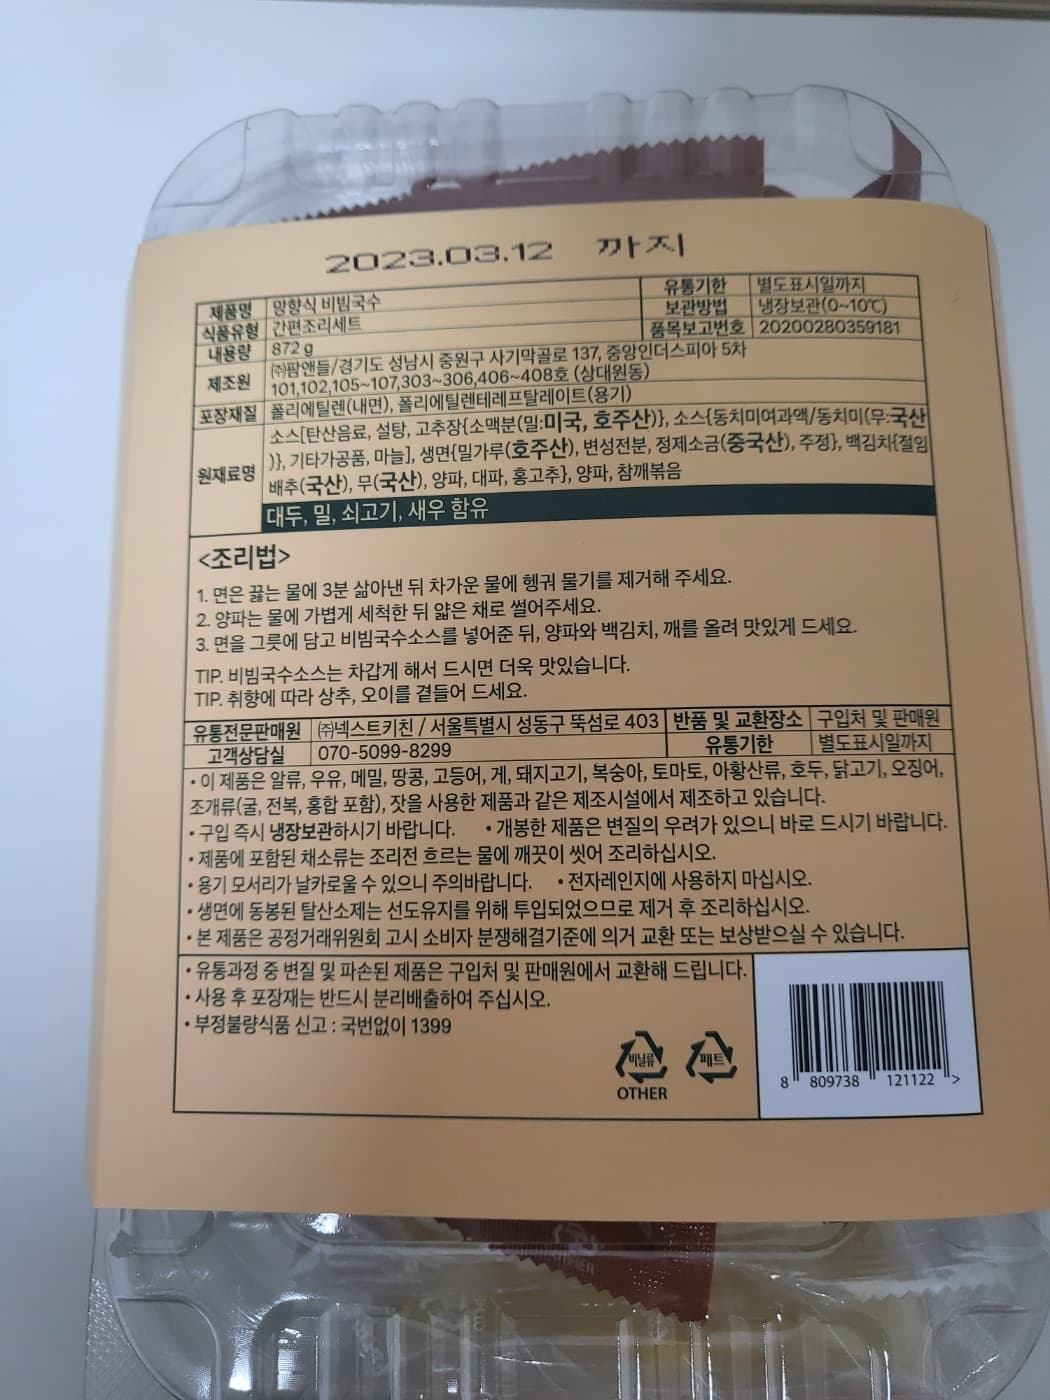 2023.03.12 까지
제품명 망향식 비빔국수 유통기한 별도표시일까지
식품유형 간편조리세트 보관방법 냉장보관(0~10℃)
내용량 872 g 품목보고번호 20200280359181
제조원 ㈜팜앤들/경기도 성남시 중원구 사기막골로 137, 중앙인더스피아 5차
101,102,105~107,303~306,406~408호 (상대원동)
포장재질 폴리에틸렌(내면), 폴리에틸렌테레프탈레이트(용기)
원재료명 소스[탄산음료, 설탕, 고추장{소맥분(밀:미국, 호주산)}, 소스{동치미여과액/동치미(무:국산
)}, 기타가공품, 마늘], 생면{밀가루(호주산), 변성전분, 정제소금(중국산), 주정}, 백김치{절임
배추(국산), 무(국산), 양파, 대파, 홍고추}, 양파, 참깨볶음
대두, 밀, 쇠고기, 새우 함유
<조리법>
1. 면은 끓는 물에 3분 삶아낸 뒤 차가운 물에 헹궈 물기를 제거해 주세요.
2. 양파는 물에 가볍게 세척한 뒤 얇은 채로 썰어주세요.
3. 면을 그릇에 담고 비빔국수소스를 넣어준 뒤, 양파와 백김치, 깨를 올려 맛있게 드세요.
TIP. 비빔국수소스는 차갑게 해서 드시면 더욱 맛있습니다.
TIP. 취향에 따라 상추, 오이를 곁들어 드세요.
유통전문판매원 ㈜넥스트키친 / 서울특별시 성동구 뚝섬로 403 반품 및 교환장소 구입처 및 판매원
고객상담실 070-5099-8299 유통기한 별도표시일까지
• 이 제품은 알류, 우유, 메밀, 땅콩, 고등어, 게, 돼지고기, 복숭아, 토마토, 아황산류, 호두, 닭고기, 오징어,
조개류(굴, 전복, 홍합 포함), 잣을 사용한 제품과 같은 제조시설에서 제조하고 있습니다.
• 구입 즉시 냉장보관하시기 바랍니다. • 개봉한 제품은 변질의 우려가 있으니 바로 드시기 바랍니다.
• 제품에 포함된 채소류는 조리전 흐르는 물에 깨끗이 씻어 조리하십시오.
• 용기 모서리가 날카로울 수 있으니 주의바랍니다. • 전자레인지에 사용하지 마십시오.
• 생면에 동봉된 탈산소제는 선도유지를 위해 투입되었으므로 제거 후 조리하십시오.
• 본 제품은 공정거래위원회 고시 소비자 분쟁해결기준에 의거 교환 또는 보상받으실 수 있습니다.
• 유통과정 중 변질 및 파손된 제품은 구입처 및 판매원에서 교환해 드립니다.
• 사용 후 포장재는 반드시 분리배출하여 주십시오.
• 부정불량식품 신고 : 국번없이 1399
비닐류 페트
OTHER
8 809738 121122 >